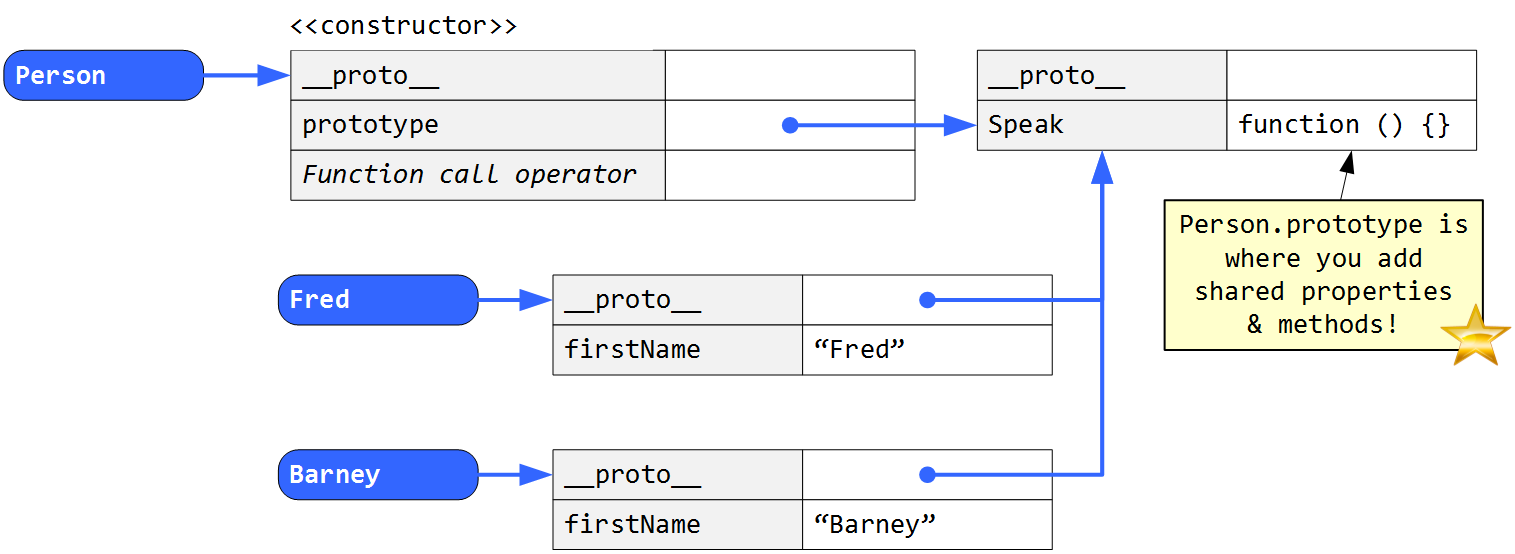 <<constructor>>
Person
__proto__
prototype
Function call operator
__proto__
Speak function () {}
Person.prototype is
where you add
shared properties
& methods!
Fred
__proto__
firstName “Fred”
Barney
__proto__
firstName “Barney”